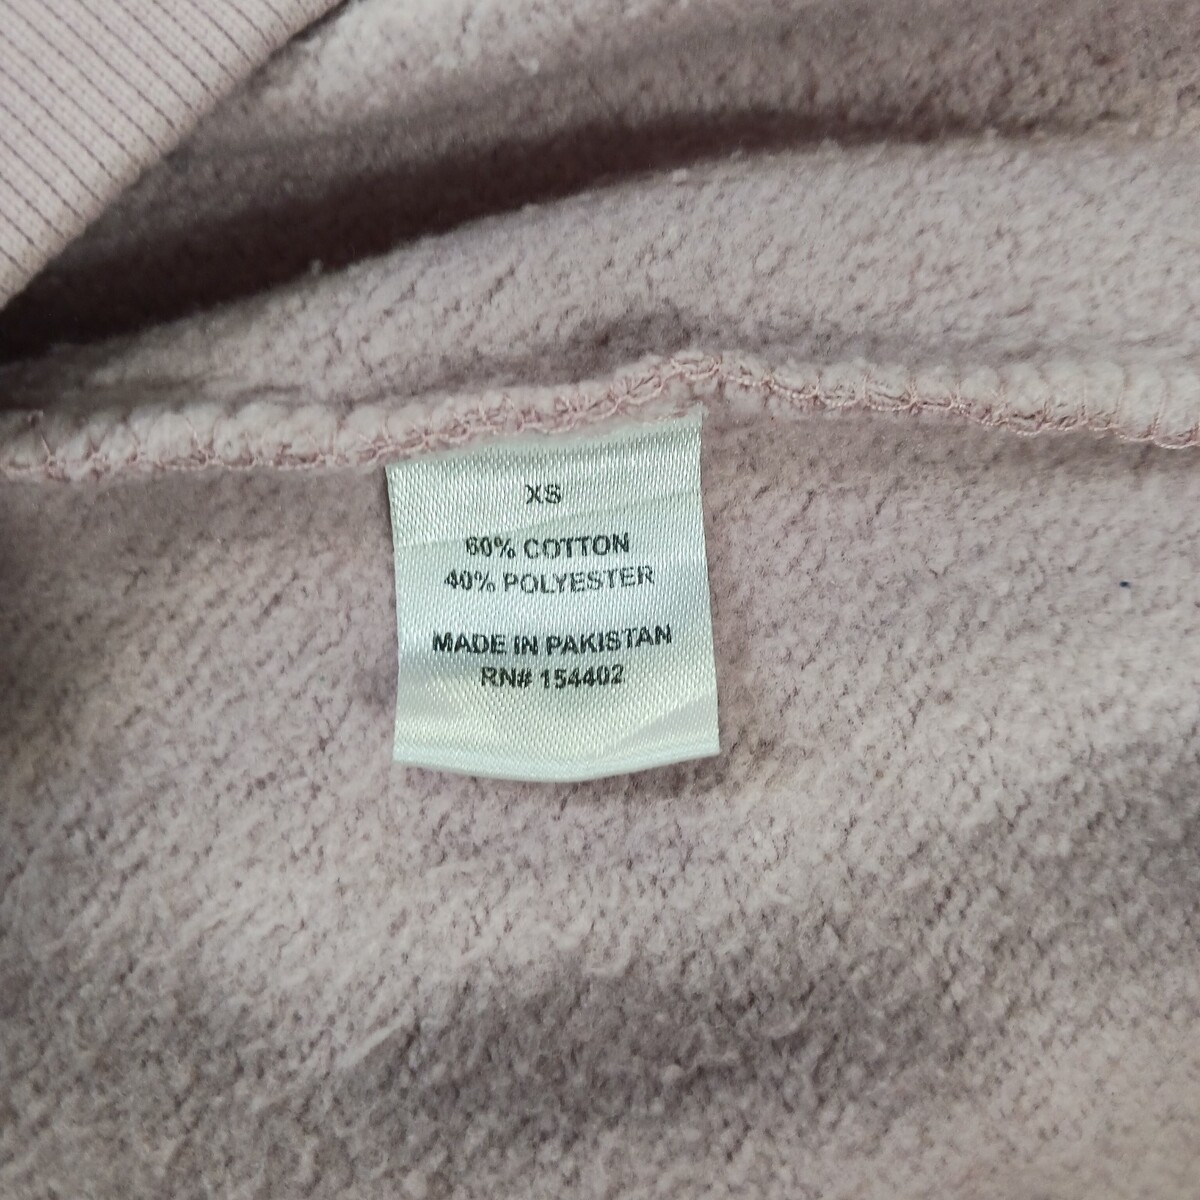 XS
60% COTTON
40% POLYESTER
MADE IN PAKISTAN
RN# 154402